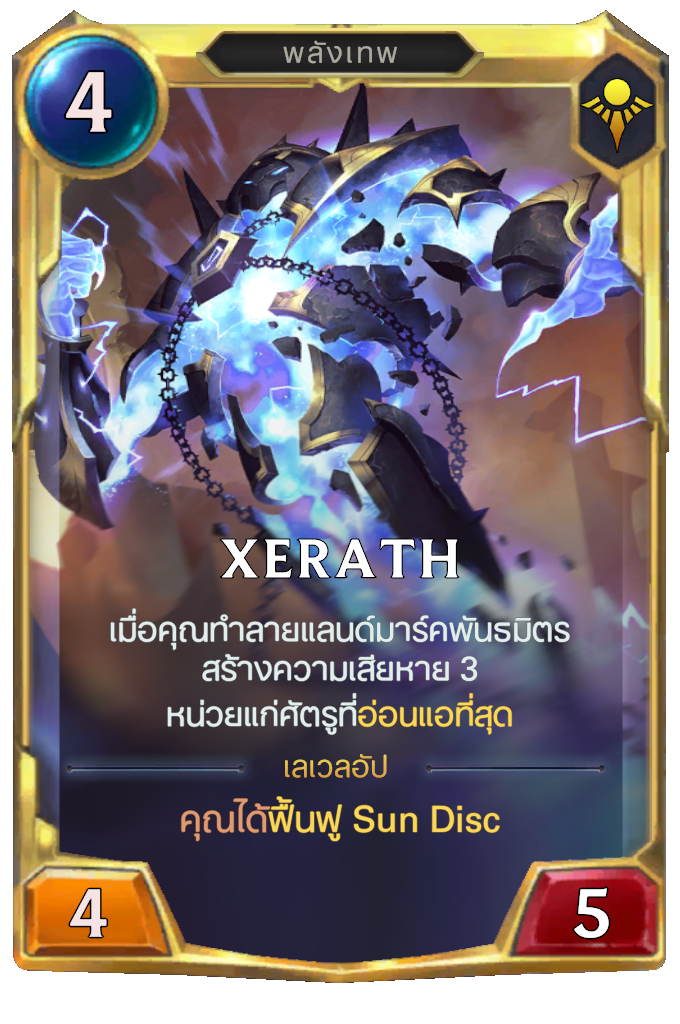 พลังเทพ
4
XERATH
เมื่อคุณทำลายแลนด์มาร์คพันธมิตร
สร้างความเสียหาย 3
หน่วยแก่ศัตรูที่อ่อนแอที่สุด
เลเวลอัป
คุณได้ฟื้นฟู Sun Disc
4
5